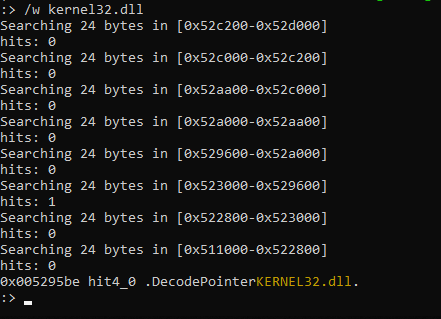 :> /w kernel32.dll
Searching 24 bytes in [0x52c200-0x52d000]
hits: 0
Searching 24 bytes in [0x52c000-0x52c200]
hits: 0
Searching 24 bytes in [0x52aa00-0x52c000]
hits: 0
Searching 24 bytes in [0x52a000-0x52aa00]
hits: 0
Searching 24 bytes in [0x529600-0x52a000]
hits: 0
Searching 24 bytes in [0x523000-0x529600]
hits: 1
Searching 24 bytes in [0x522800-0x523000]
hits: 0
Searching 24 bytes in [0x511000-0x522800]
hits: 0
0x005295be hit4_0 .DecodePointerKERNEL32.dll.
:>